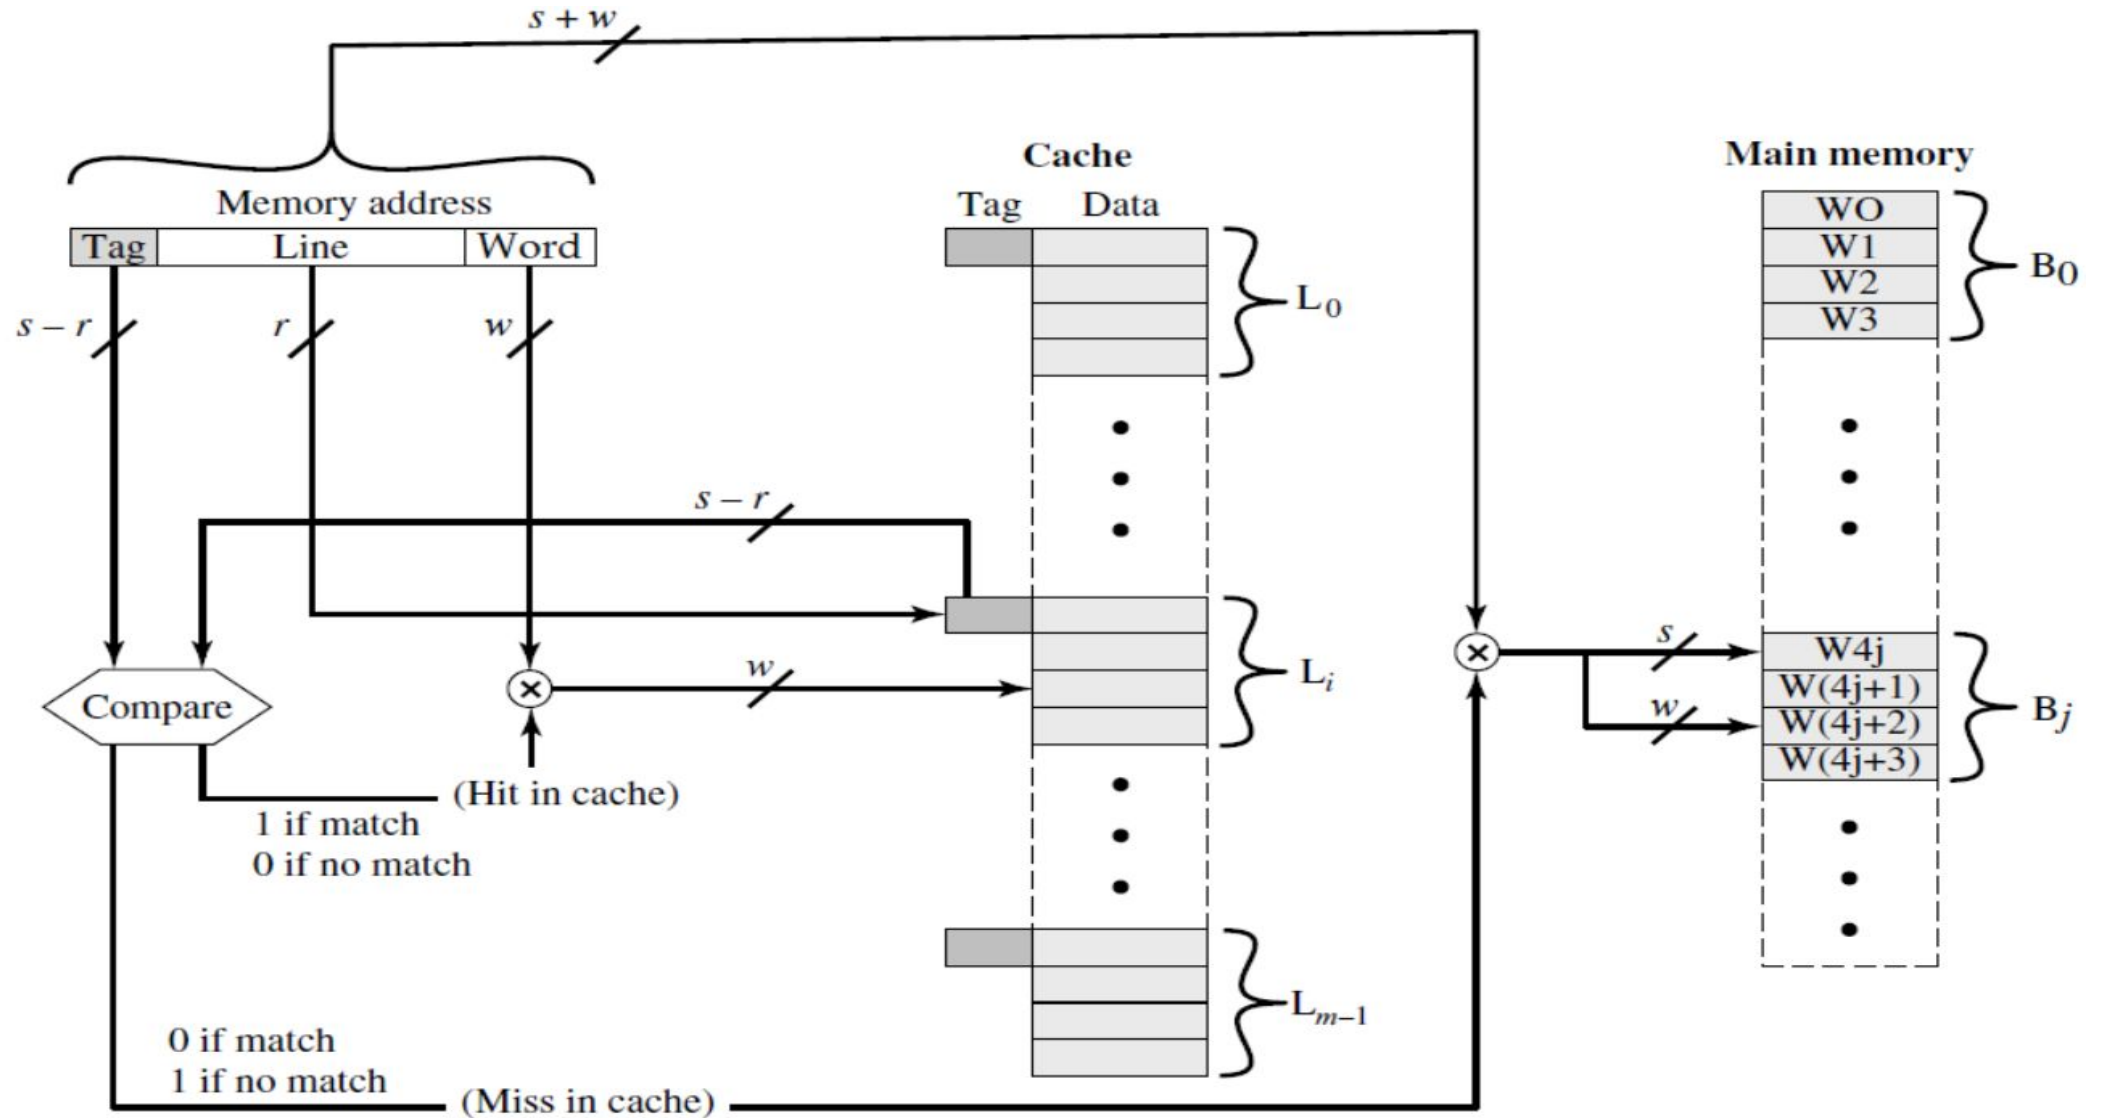 s + w
Cache
Main memory
Memory address
Tag Data
Tag Line Word
WO
W1
W2
W3
B0
L0
s – r
r
w
s – r
Li
s
w
W4j
W(4j+1)
W(4j+2)
W(4j+3)
Bj
w
Compare
(Hit in cache)
1 if match
0 if no match
Lm–1
0 if match
1 if no match
(Miss in cache)